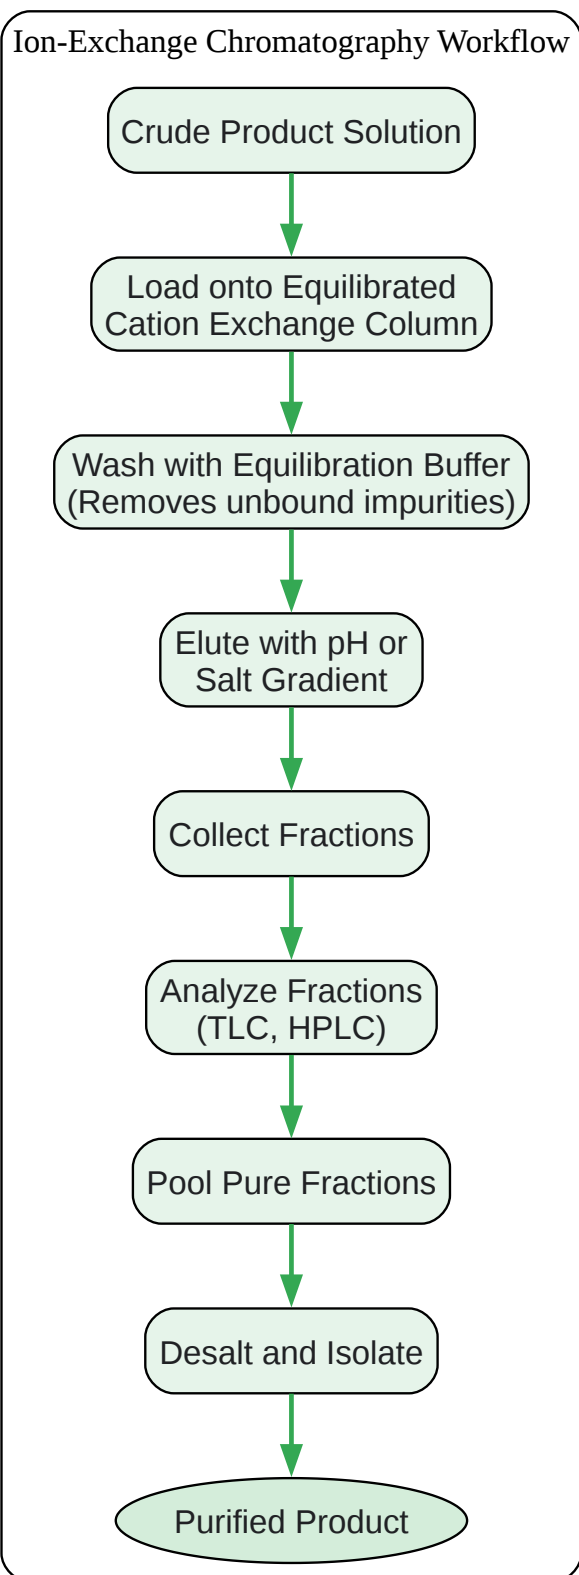 Ion-Exchange Chromatography Workflow
Crude Product Solution
Load onto Equilibrated
Cation Exchange Column
Wash with Equilibration Buffer
(Removes unbound impurities)
Elute with pH or
Salt Gradient
Collect Fractions
Analyze Fractions
(TLC, HPLC)
Pool Pure Fractions
Desalt and Isolate
Purified Product